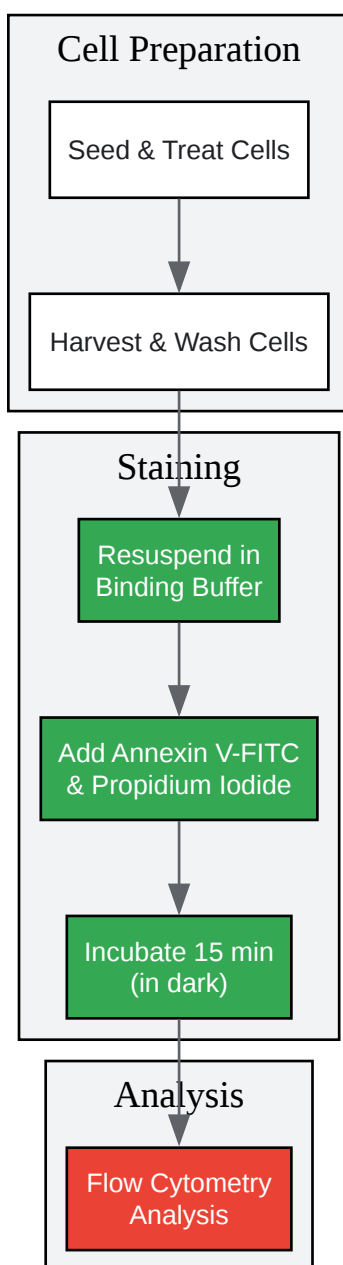 Cell Preparation
Seed & Treat Cells
Harvest & Wash Cells
Staining
Resuspend in
Binding Buffer
Add Annexin V-FITC
& Propidium Iodide
Incubate 15 min
(in dark)
Analysis
Flow Cytometry
Analysis